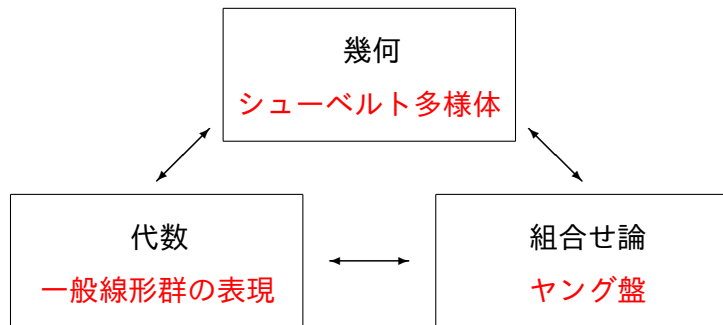 幾何
シューベルト多様体
代数
一般線形群の表現
組合せ論
ヤング盤